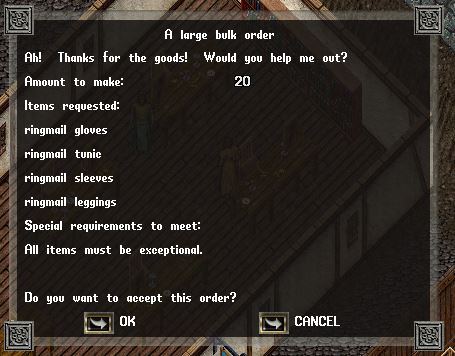 A large bulk order
Ah! Thanks for the goods! Would you help me out?
Amount to make: 20
Items requested:
ringmail gloves
ringmail tunic
ringmail sleeves
ringmail leggings
Special requirements to meet:
All items must be exceptional.
Do you want to accept this order?
OK CANCEL